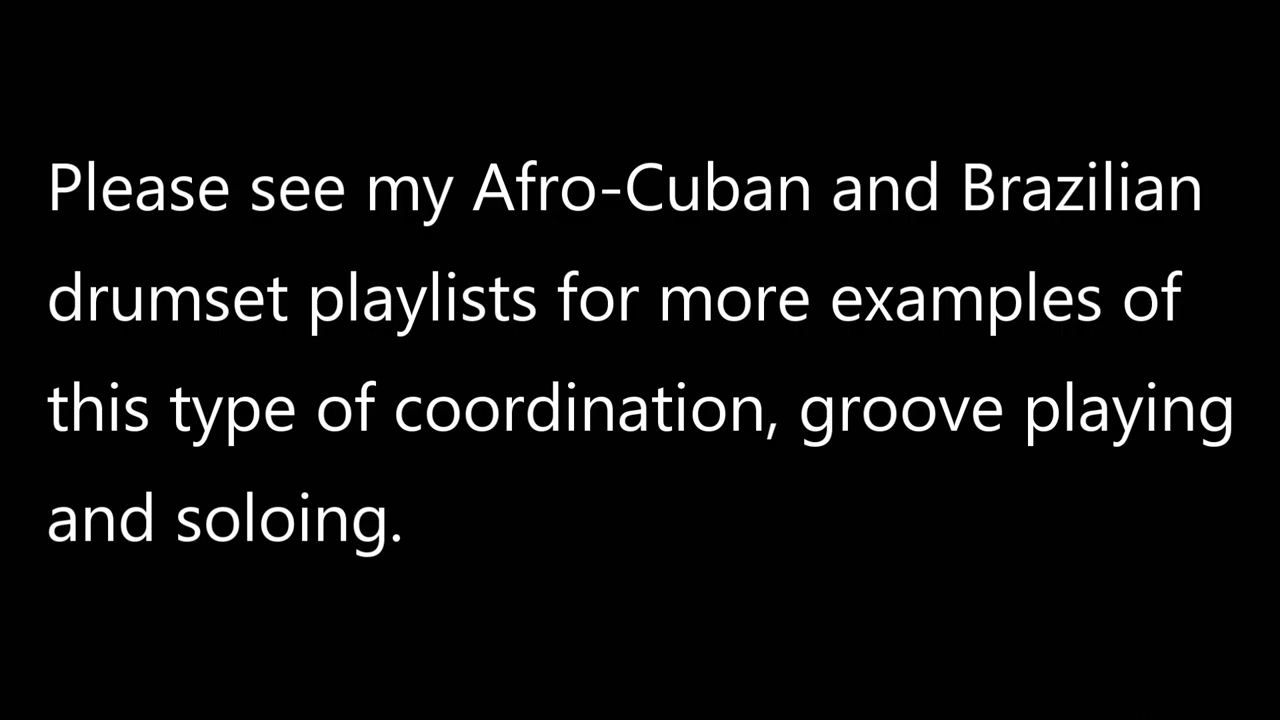 Please see my Afro-Cuban and Brazilian
drumset playlists for more examples of
this type of coordination, groove playing
and soloing.